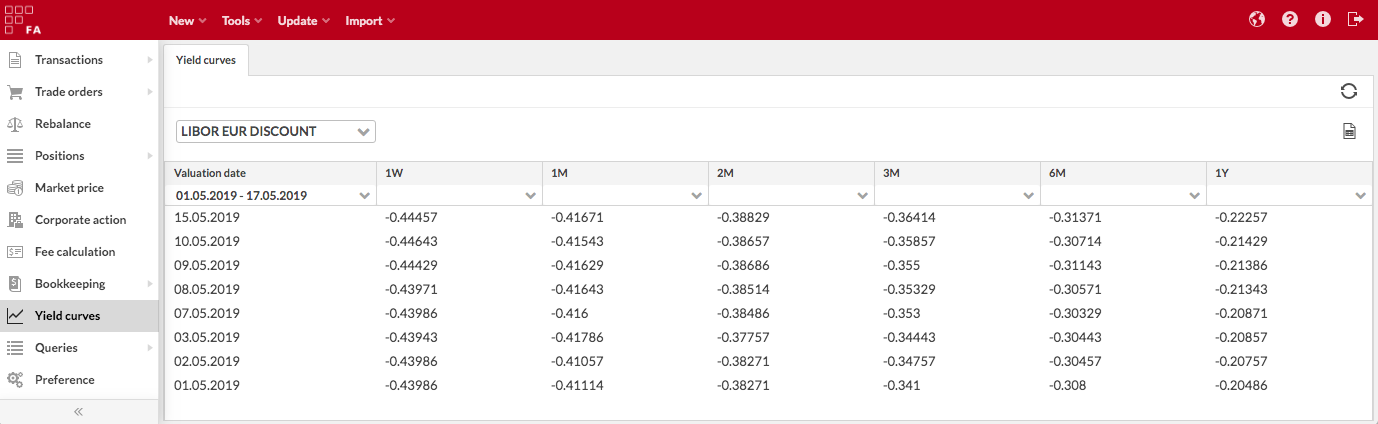 FA New Tools Update Import
Transactions
Trade orders
Rebalance
Positions
Market price
Corporate action
Fee calculation
Bookkeeping
Yield curves
Queries
Preference
Yield curves
LIBOR EUR DISCOUNT
Valuation date 1W 1M 2M 3M 6M 1Y
01.05.2019 - 17.05.2019
15.05.2019 -0.44457 -0.41671 -0.38829 -0.36414 -0.31371 -0.22257
10.05.2019 -0.44643 -0.41543 -0.38657 -0.35857 -0.30714 -0.21429
09.05.2019 -0.44429 -0.41629 -0.38686 -0.355 -0.31143 -0.21386
08.05.2019 -0.43971 -0.41643 -0.38514 -0.35329 -0.30571 -0.21343
07.05.2019 -0.43986 -0.416 -0.38486 -0.353 -0.30329 -0.20871
03.05.2019 -0.43943 -0.41786 -0.37757 -0.34443 -0.30443 -0.20857
02.05.2019 -0.43986 -0.41057 -0.38271 -0.34757 -0.30457 -0.20757
01.05.2019 -0.43986 -0.41114 -0.38271 -0.341 -0.308 -0.20486